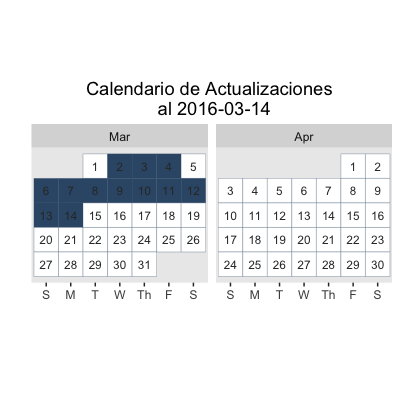 Calendario de Actualizaciones
al 2016-03-14
Mar
1 2 3 4 5
6 7 8 9 10 11 12
13 14 15 16 17 18 19
20 21 22 23 24 25 26
27 28 29 30 31
S M T W Th F S
Apr
1 2
3 4 5 6 7 8 9
10 11 12 13 14 15 16
17 18 19 20 21 22 23
24 25 26 27 28 29 30
S M T W Th F S